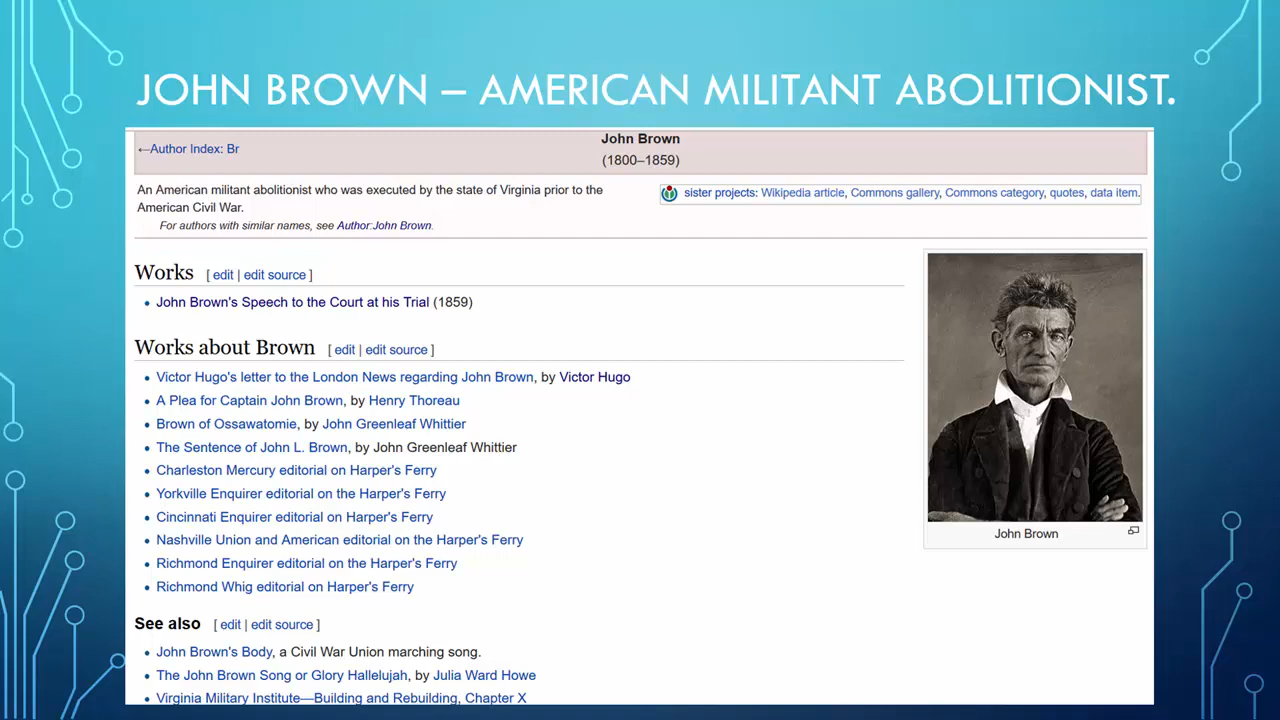 JOHN BROWN – AMERICAN MILITANT ABOLITIONIST.
←Author Index: Br
John Brown
(1800–1859)
An American militant abolitionist who was executed by the state of Virginia prior to the
American Civil War.
For authors with similar names, see Author:John Brown.
sister projects: Wikipedia article, Commons gallery, Commons category, quotes, data item.
Works [ edit | edit source ]
• John Brown's Speech to the Court at his Trial (1859)
Works about Brown [ edit | edit source ]
• Victor Hugo's letter to the London News regarding John Brown, by Victor Hugo
• A Plea for Captain John Brown, by Henry Thoreau
• Brown of Ossawatomie, by John Greenleaf Whittier
• The Sentence of John L. Brown, by John Greenleaf Whittier
• Charleston Mercury editorial on Harper's Ferry
• Yorkville Enquirer editorial on the Harper's Ferry
• Cincinnati Enquirer editorial on Harper's Ferry
• Nashville Union and American editorial on the Harper's Ferry
• Richmond Enquirer editorial on the Harper's Ferry
• Richmond Whig editorial on Harper's Ferry
John Brown
See also [ edit | edit source ]
• John Brown's Body, a Civil War Union marching song.
• The John Brown Song or Glory Hallelujah, by Julia Ward Howe
• Virginia Military Institute—Building and Rebuilding, Chapter X